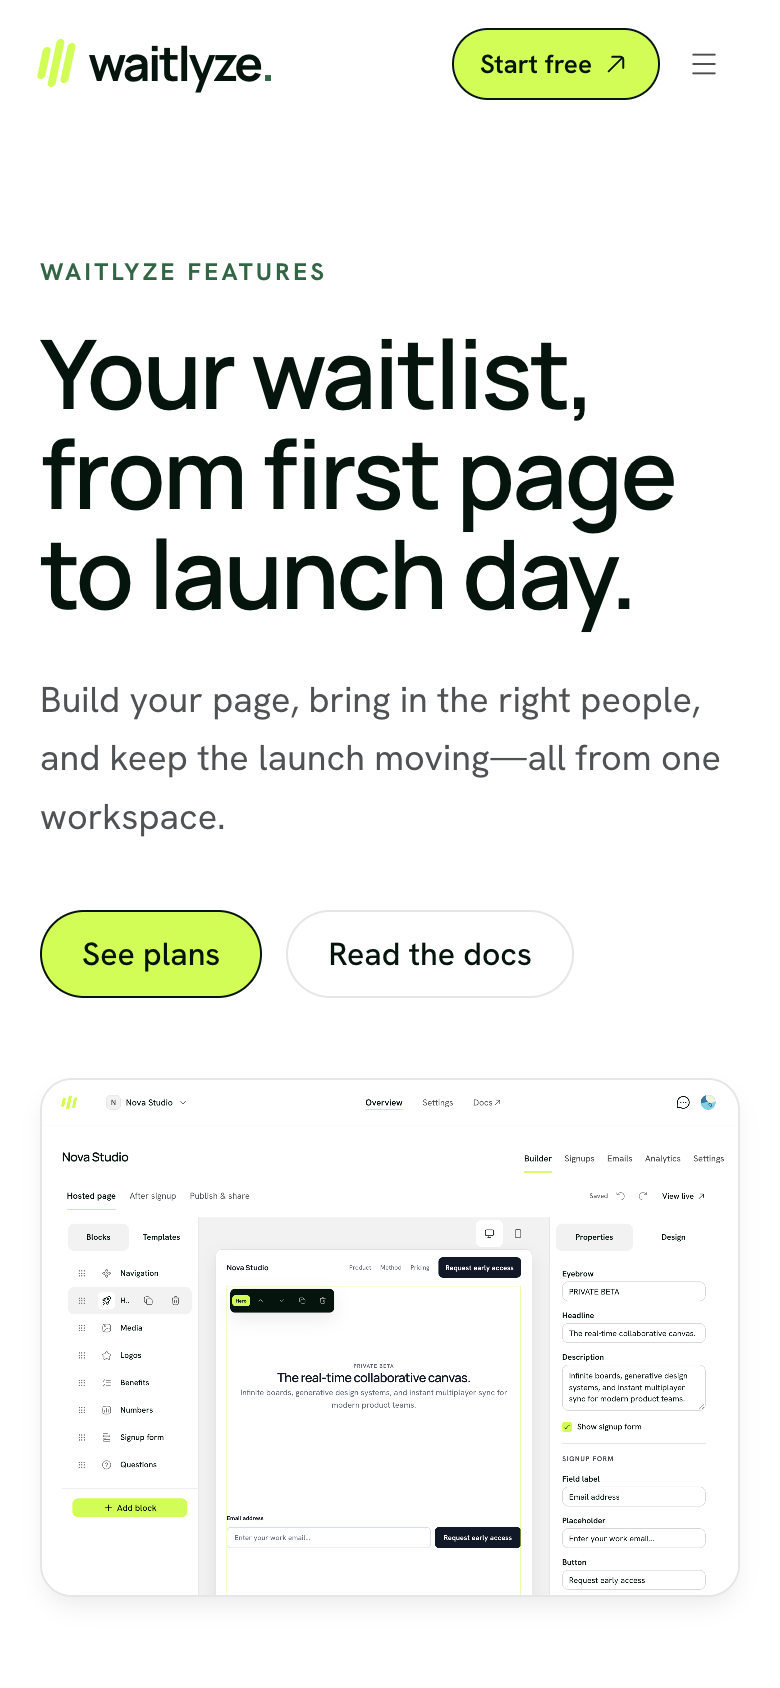 waitlyze.
Start free
WAITLYZE FEATURES
Your waitlist,
from first page
to launch day.
Build your page, bring in the right people,
and keep the launch moving—all from one
workspace.
See plans
Read the docs
N Nova Studio
Overview Settings Docs
Nova Studio
Builder Signups Emails Analytics Settings
Hosted page After signup Publish & share
Saved View live
Blocks Templates
Navigation
H..
Media
Logos
Benefits
Numbers
Signup form
Questions
Add block
Nova Studio Product Method Pricing Request early access
Hero
PRIVATE BETA
The real-time collaborative canvas.
Infinite boards, generative design systems, and instant multiplayer sync for
modern product teams.
Email address
Enter your work email... Request early access
Properties Design
Eyebrow
PRIVATE BETA
Headline
The real-time collaborative canvas.
Description
Infinite boards, generative design
systems, and instant multiplayer
sync for modern product teams.
Show signup form
SIGNUP FORM
Field label
Email address
Placeholder
Enter your work email...
Button
Request early access